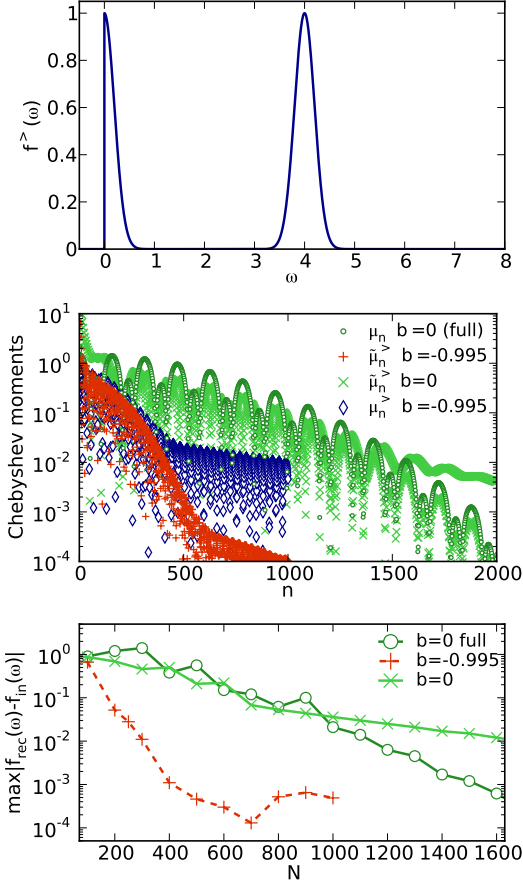 1
0.8
0.6
0.4
0.2
0
f^>(ω)
0 1 2 3 4 5 6 7 8
ω
10^1
10^0
10^-1
10^-2
10^-3
10^-4
Chebyshev moments
μ_n b=0 (full)
μ̃_n^> b=-0.995
μ̃_n^> b=0
μ_n^> b=-0.995
0 500 1000 1500 2000
n
10^0
10^-1
10^-2
10^-3
10^-4
max|f_rec(ω)-f_in(ω)|
b=0 full
b=-0.995
b=0
200 400 600 800 1000 1200 1400 1600
N